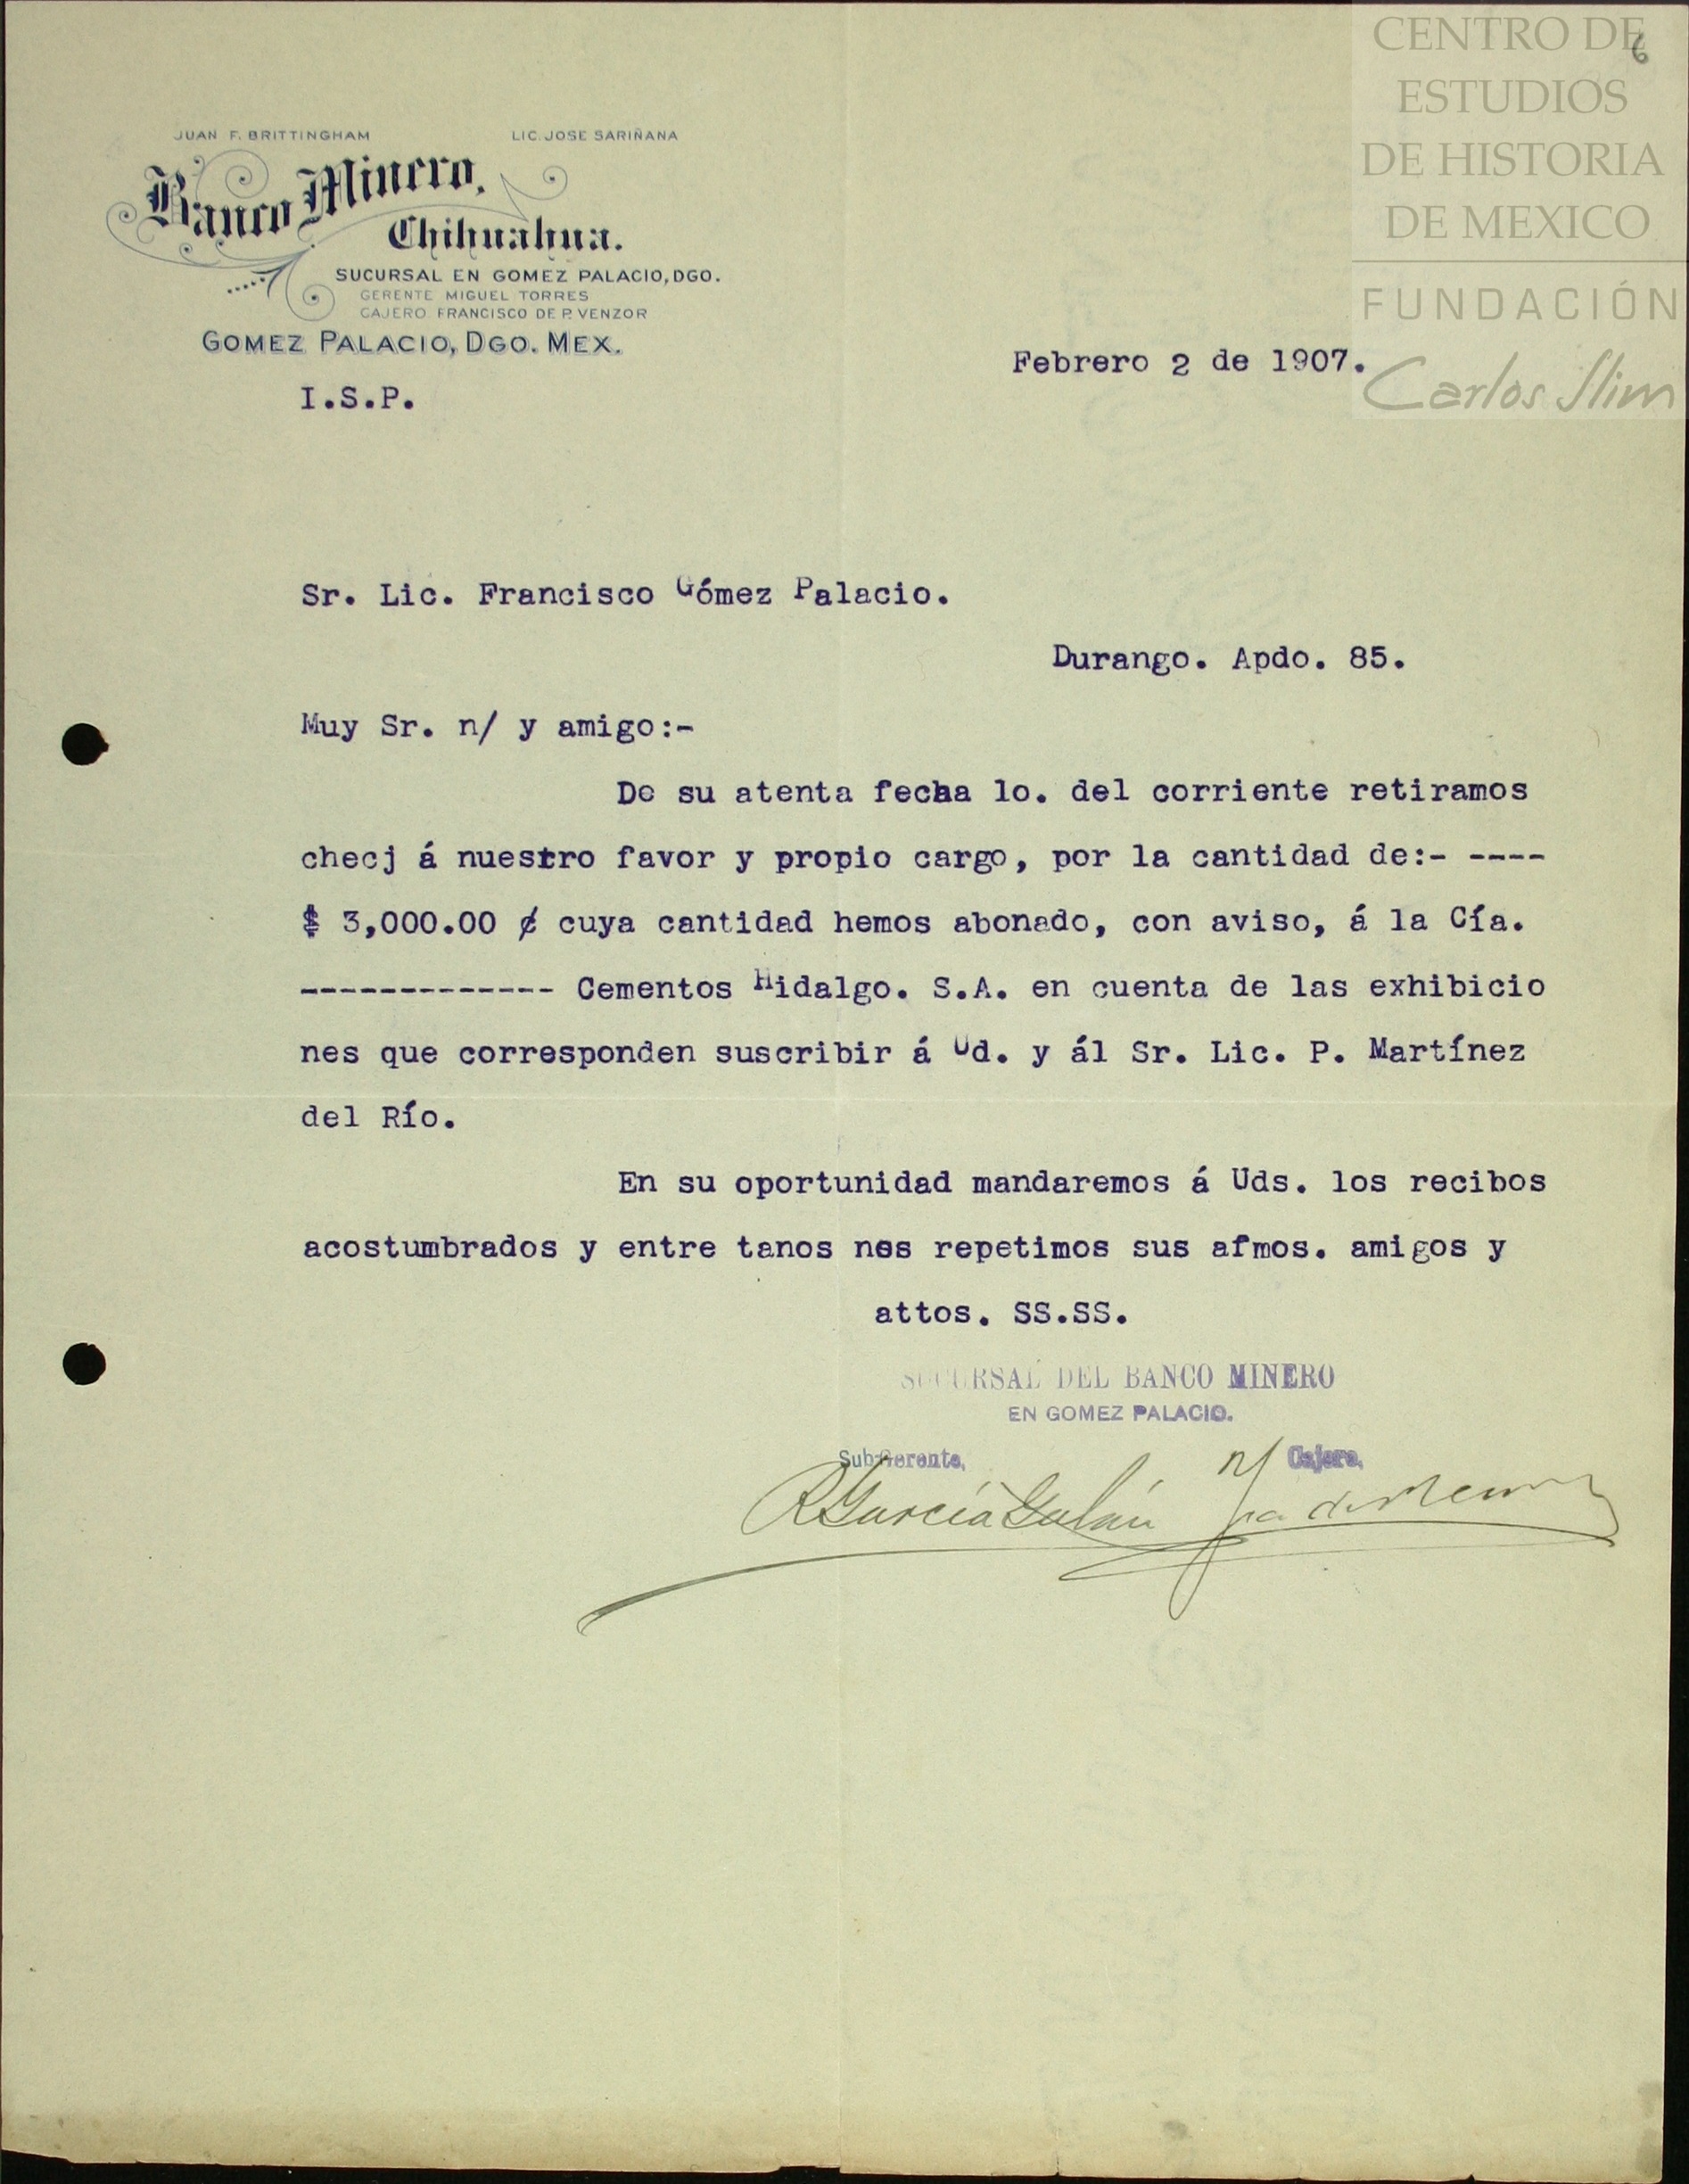 CENTRO DE
ESTUDIOS
DE HISTORIA
DE MEXICO
FUNDACIÓN
Carlos Slim
6
JUAN F. BRITTINGHAM LIC. JOSE SARIÑANA
Banco Minero,
Chihuahua.
SUCURSAL EN GOMEZ PALACIO, DGO.
GERENTE MIGUEL TORRES
CAJERO FRANCISCO DE P. VENZOR
GOMEZ PALACIO, DGO. MEX.
Febrero 2 de 1907.
I.S.P.
Sr. Lic. Francisco Gómez Palacio.
Durango. Apdo. 85.
Muy Sr. n/ y amigo:-
De su atenta fecha 1o. del corriente retiramos
checj á nuestro favor y propio cargo, por la cantidad de:- ----
$ 3,000.00 ¢ cuya cantidad hemos abonado, con aviso, á la Cía.
------------- Cementos Hidalgo. S.A. en cuenta de las exhibicio
nes que corresponden suscribir á Ud. y ál Sr. Lic. P. Martínez
del Río.
En su oportunidad mandaremos á Uds. los recibos
acostumbrados y entre tanos nos repetimos sus afmos. amigos y
attos. SS.SS.
SUCURSAL DEL BANCO MINERO
EN GOMEZ PALACIO.
Sub-Gerente, Cajero,
R García Galán